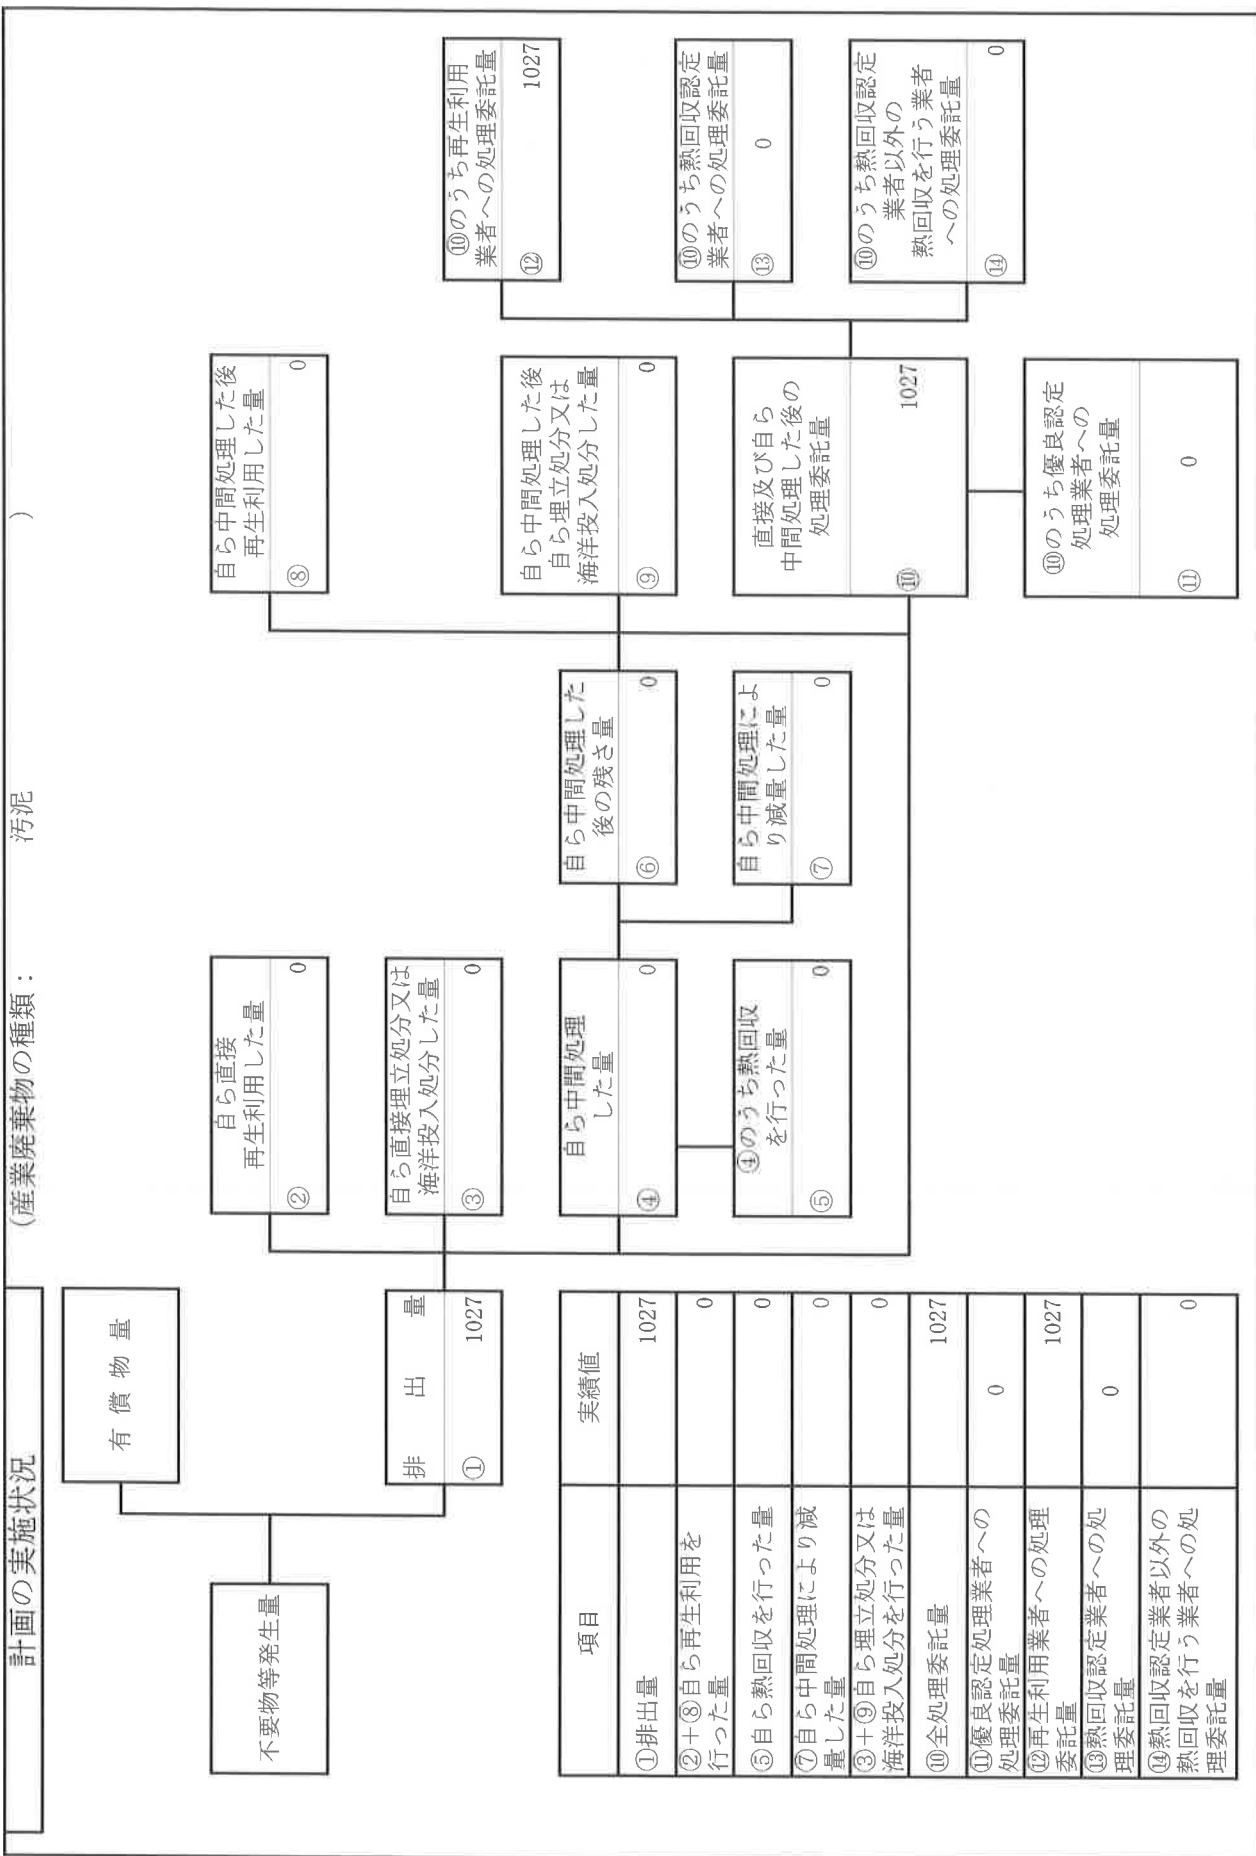 計画の実施状況
(産業廃棄物の種類： 汚泥 )
不要物等発生量
有償物量
排出量
① 1027
自ら直接
再生利用した量
② 0
自ら直接埋立処分又は
海洋投入処分した量
③ 0
自ら中間処理
した量
④ 0
④のうち熱回収
を行った量
⑤ 0
自ら中間処理した
後の残さ量
⑥ 0
自ら中間処理によ
り減量した量
⑦ 0
自ら中間処理した後
再生利用した量
⑧ 0
自ら中間処理した後
自ら埋立処分又は
海洋投入処分した量
⑨ 0
直接及び自ら
中間処理した後の
処理委託量
⑩ 1027
⑩のうち優良認定
処理業者への
処理委託量
⑪ 0
⑩のうち再生利用
業者への処理委託量
⑫ 1027
⑩のうち熱回収認定
業者への処理委託量
⑬ 0
⑩のうち熱回収認定
業者以外の
熱回収を行う業者
への処理委託量
⑭ 0
項目 実績値
①排出量 1027
②＋⑧自ら再生利用を
行った量 0
⑤自ら熱回収を行った量 0
⑦自ら中間処理により減
量した量 0
③＋⑨自ら埋立処分又は
海洋投入処分を行った量 0
⑩全処理委託量 1027
⑪優良認定処理業者への
処理委託量 0
⑫再生利用業者への処理
委託量 1027
⑬熱回収認定業者への処
理委託量 0
⑭熱回収認定業者以外の
熱回収を行う業者への処
理委託量 0